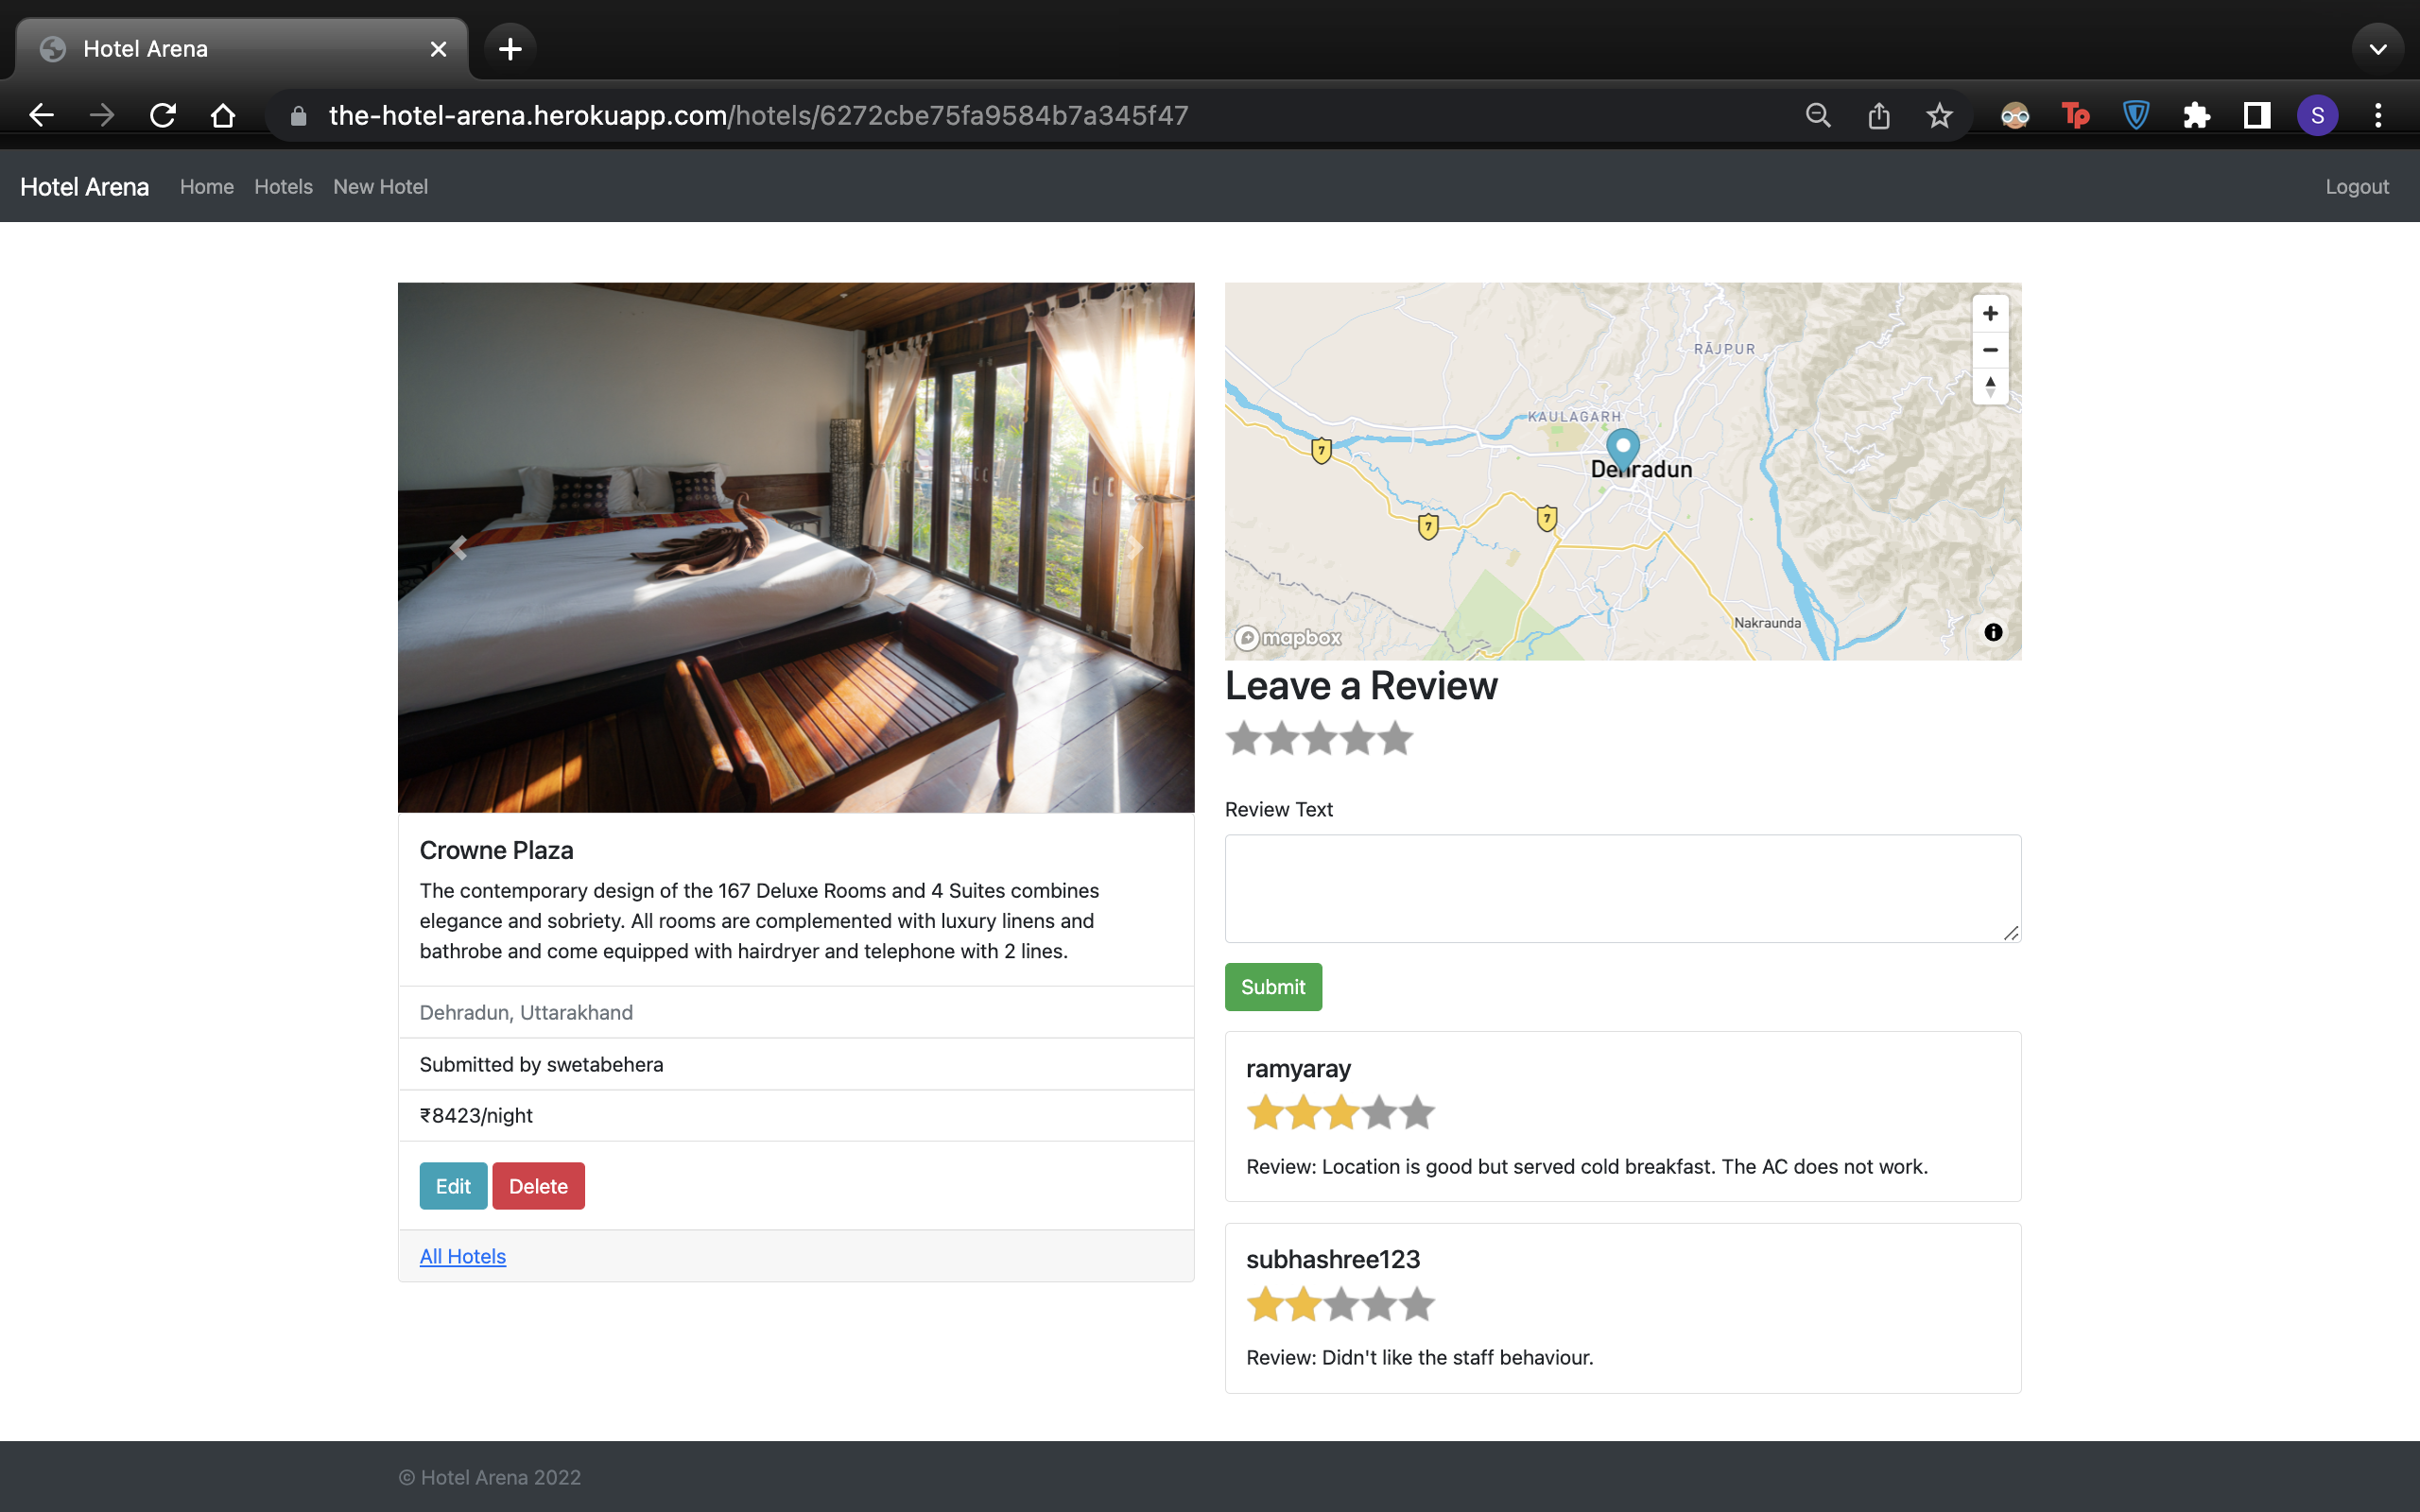 Hotel Arena
the-hotel-arena.herokuapp.com/hotels/6272cbe75fa9584b7a345f47
Tp
S
Hotel Arena Home Hotels New Hotel Logout
RĀJPUR
KAULAGARH
7
Dehradun
7
7
Nakraunda
mapbox
Crowne Plaza
The contemporary design of the 167 Deluxe Rooms and 4 Suites combines
elegance and sobriety. All rooms are complemented with luxury linens and
bathrobe and come equipped with hairdryer and telephone with 2 lines.
Dehradun, Uttarakhand
Submitted by swetabehera
₹8423/night
Edit Delete
All Hotels
Leave a Review
Review Text
Submit
ramyaray
Review: Location is good but served cold breakfast. The AC does not work.
subhashree123
Review: Didn't like the staff behaviour.
© Hotel Arena 2022